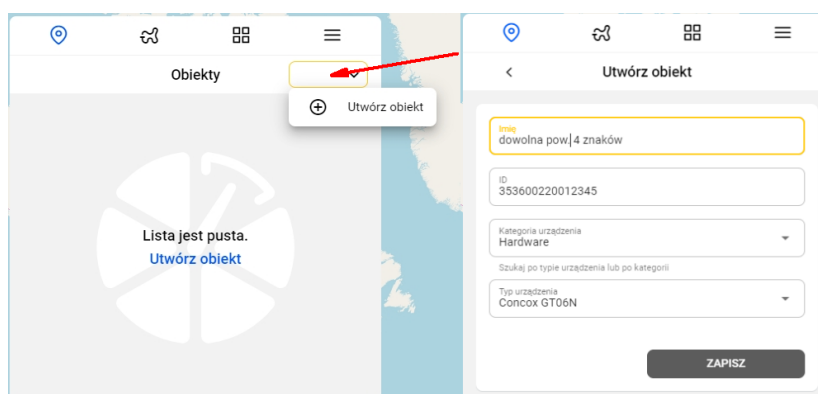 Obiekty
Utwórz obiekt
Lista jest pusta.
Utwórz obiekt
Utwórz obiekt
Imię
dowolna pow. 4 znaków
ID
353600220012345
Kategoria urządzenia
Hardware
Szukaj po typie urządzenia lub po kategorii
Typ urządzenia
Concox GT06N
ZAPISZ